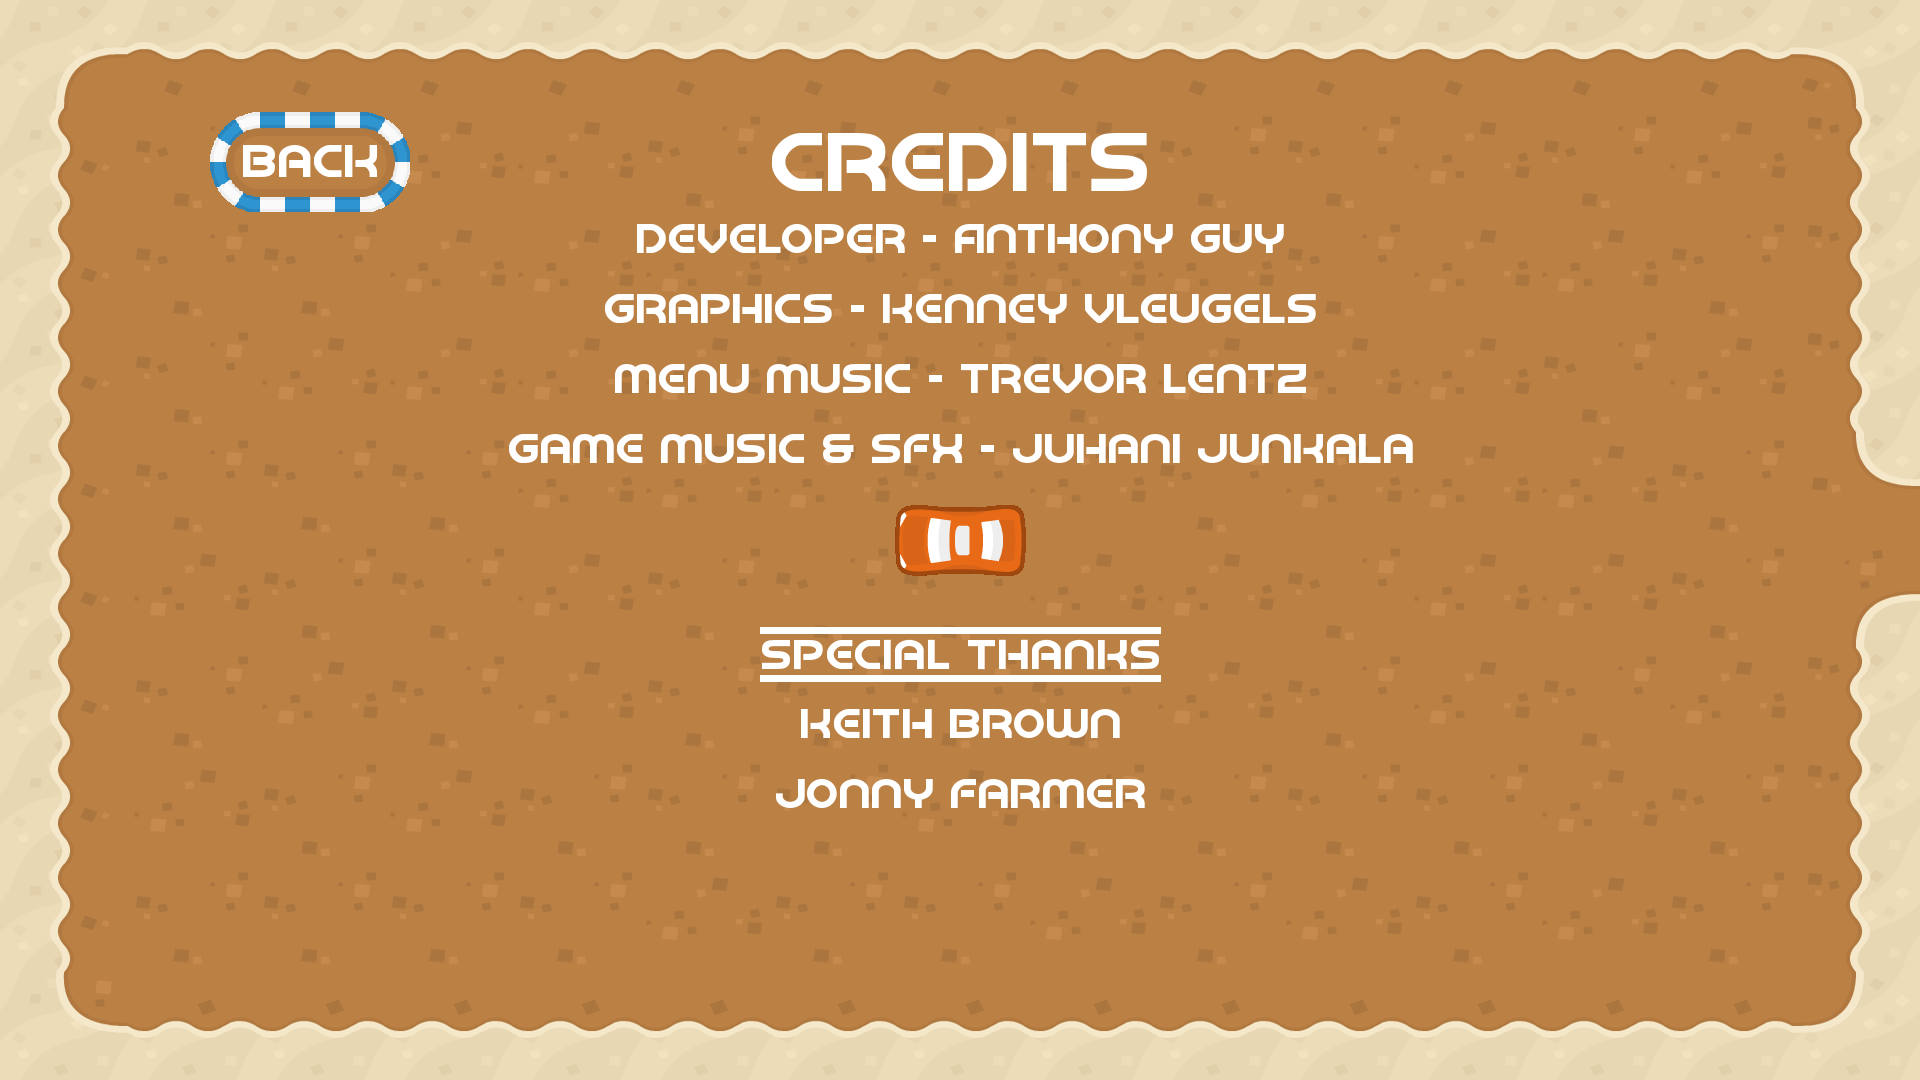 BACK
CREDITS
DEVELOPER - ANTHONY GUY
GRAPHICS - KENNEY VLEUGELS
MENU MUSIC - TREVOR LENTZ
GAME MUSIC & SFX - JUHANI JUNKALA
SPECIAL THANKS
KEITH BROWN
JONNY FARMER